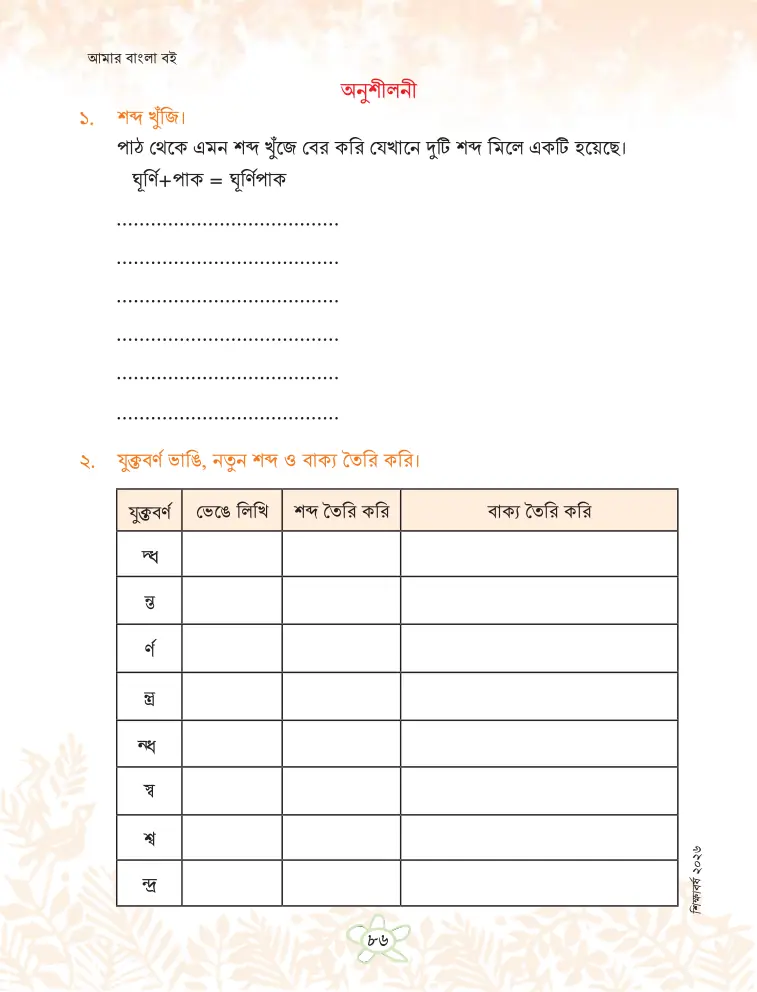 আমার বাংলা বই
অনুশীলনী
১. শব্দ খুঁজি।
পাঠ থেকে এমন শব্দ খুঁজে বের করি যেখানে দুটি শব্দ মিলে একটি হয়েছে।
ঘূর্ণি+পাক = ঘূর্ণিপাক
.......................................
.......................................
.......................................
.......................................
.......................................
.......................................
২. যুক্তবর্ণ ভাঙি, নতুন শব্দ ও বাক্য তৈরি করি।
যুক্তবর্ণ ভেঙে লিখি শব্দ তৈরি করি বাক্য তৈরি করি
দ্ধ
ন্ত
র্ণ
ন্ত্র
ন্ধ
স্ব
শ্ব
ন্দ্র
শিক্ষাবর্ষ ২০২৬
৮৬